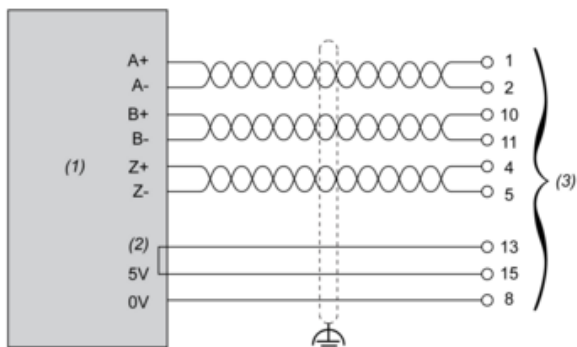 A+ 1
A- 2
B+ 10
B- 11
Z+ 4
(1) (3)
Z- 5
(2) 13
5V 15
0V 8